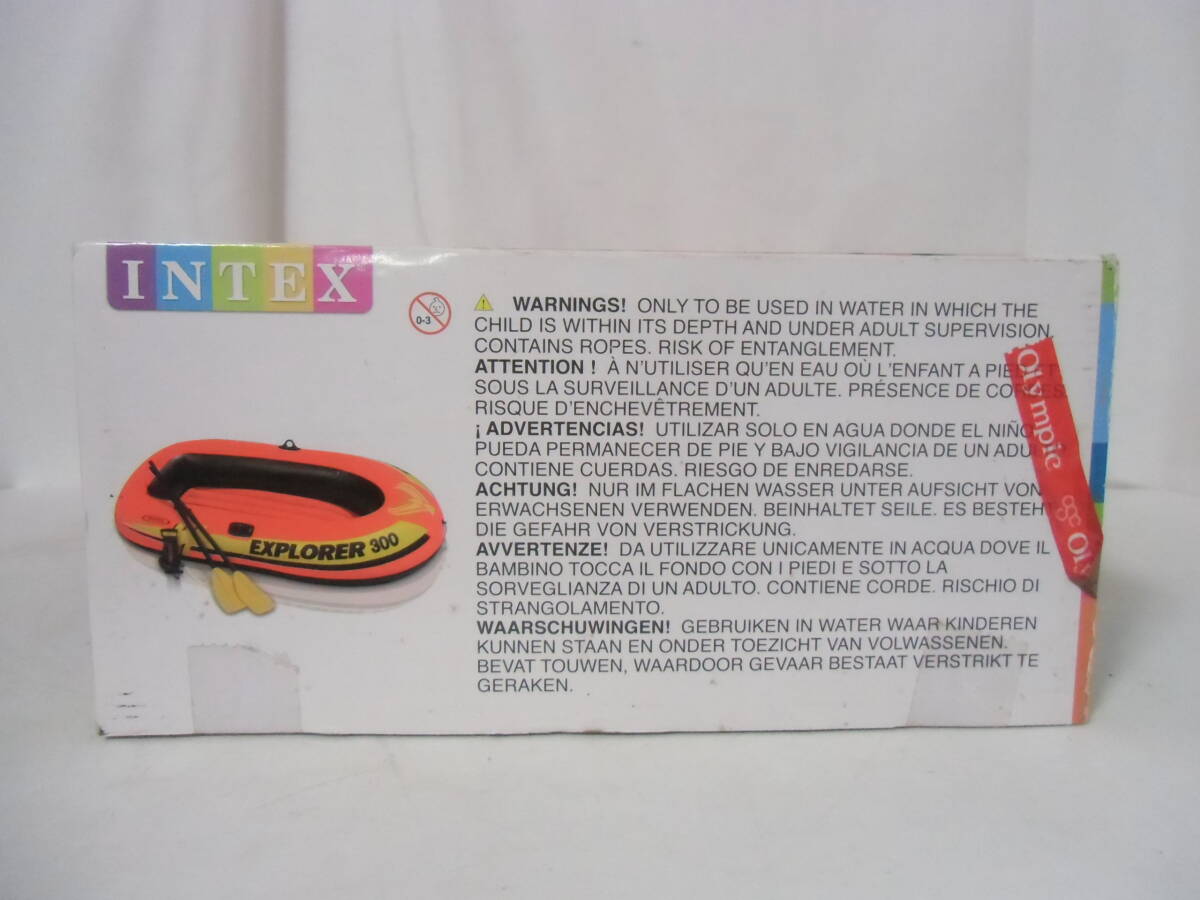 INTEX
0-3
WARNINGS! ONLY TO BE USED IN WATER IN WHICH THE
CHILD IS WITHIN ITS DEPTH AND UNDER ADULT SUPERVISION.
CONTAINS ROPES. RISK OF ENTANGLEMENT.
ATTENTION ! À N'UTILISER QU'EN EAU OÙ L'ENFANT A
SOUS LA SURVEILLANCE D'UN ADULTE. PRÉSENCE DE
RISQUE D'ENCHEVÊTREMENT.
¡ ADVERTENCIAS! UTILIZAR SOLO EN AGUA DONDE EL NIÑO
PUEDA PERMANECER DE PIE Y BAJO VIGILANCIA DE UN
CONTIENE CUERDAS. RIESGO DE ENREDARSE.
ACHTUNG! NUR IM FLACHEN WASSER UNTER AUFSICHT VON
ERWACHSENEN VERWENDEN. BEINHALTET SEILE. ES BESTEH
DIE GEFAHR VON VERSTRICKUNG.
AVVERTENZE! DA UTILIZZARE UNICAMENTE IN ACQUA DOVE IL
BAMBINO TOCCA IL FONDO CON I PIEDI E SOTTO LA
SORVEGLIANZA DI UN ADULTO. CONTIENE CORDE. RISCHIO DI
STRANGOLAMENTO.
WAARSCHUWINGEN! GEBRUIKEN IN WATER WAAR KINDEREN
KUNNEN STAAN EN ONDER TOEZICHT VAN VOLWASSENEN.
BEVAT TOUWEN, WAARDOOR GEVAAR BESTAAT VERSTRIKT TE
GERAKEN.
EXPLORER 300
Olympic
Oly